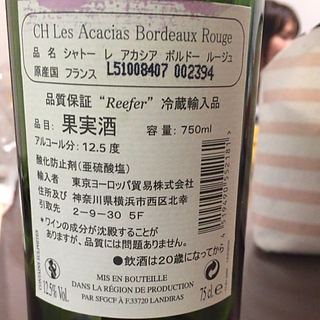 CH Les Acacias Bordeaux Rouge
品名 シャトー レ アカシア ボルドー ルージュ
原産国 フランス L51008407 002394
品質保証 "Reefer" 冷蔵輸入品
品目: 果実酒 容量: 750ml
アルコール分: 12.5度
酸化防止剤(亜硫酸塩)
輸入者 東京ヨーロッパ貿易株式会社
住所及び 神奈川県横浜市西区北幸
引取先 2-9-30 5F
*ワインの成分が沈殿することが
ありますが、品質には問題ありません。
●飲酒は20歳になってから
MIS EN BOUTEILLE
DANS LA RÉGION DE PRODUCTION
PAR SFGCF À F.33720 LANDIRAS
12.5% Vol.
75 cl. e
CONTAINS SULPHITES
4 119470 552181